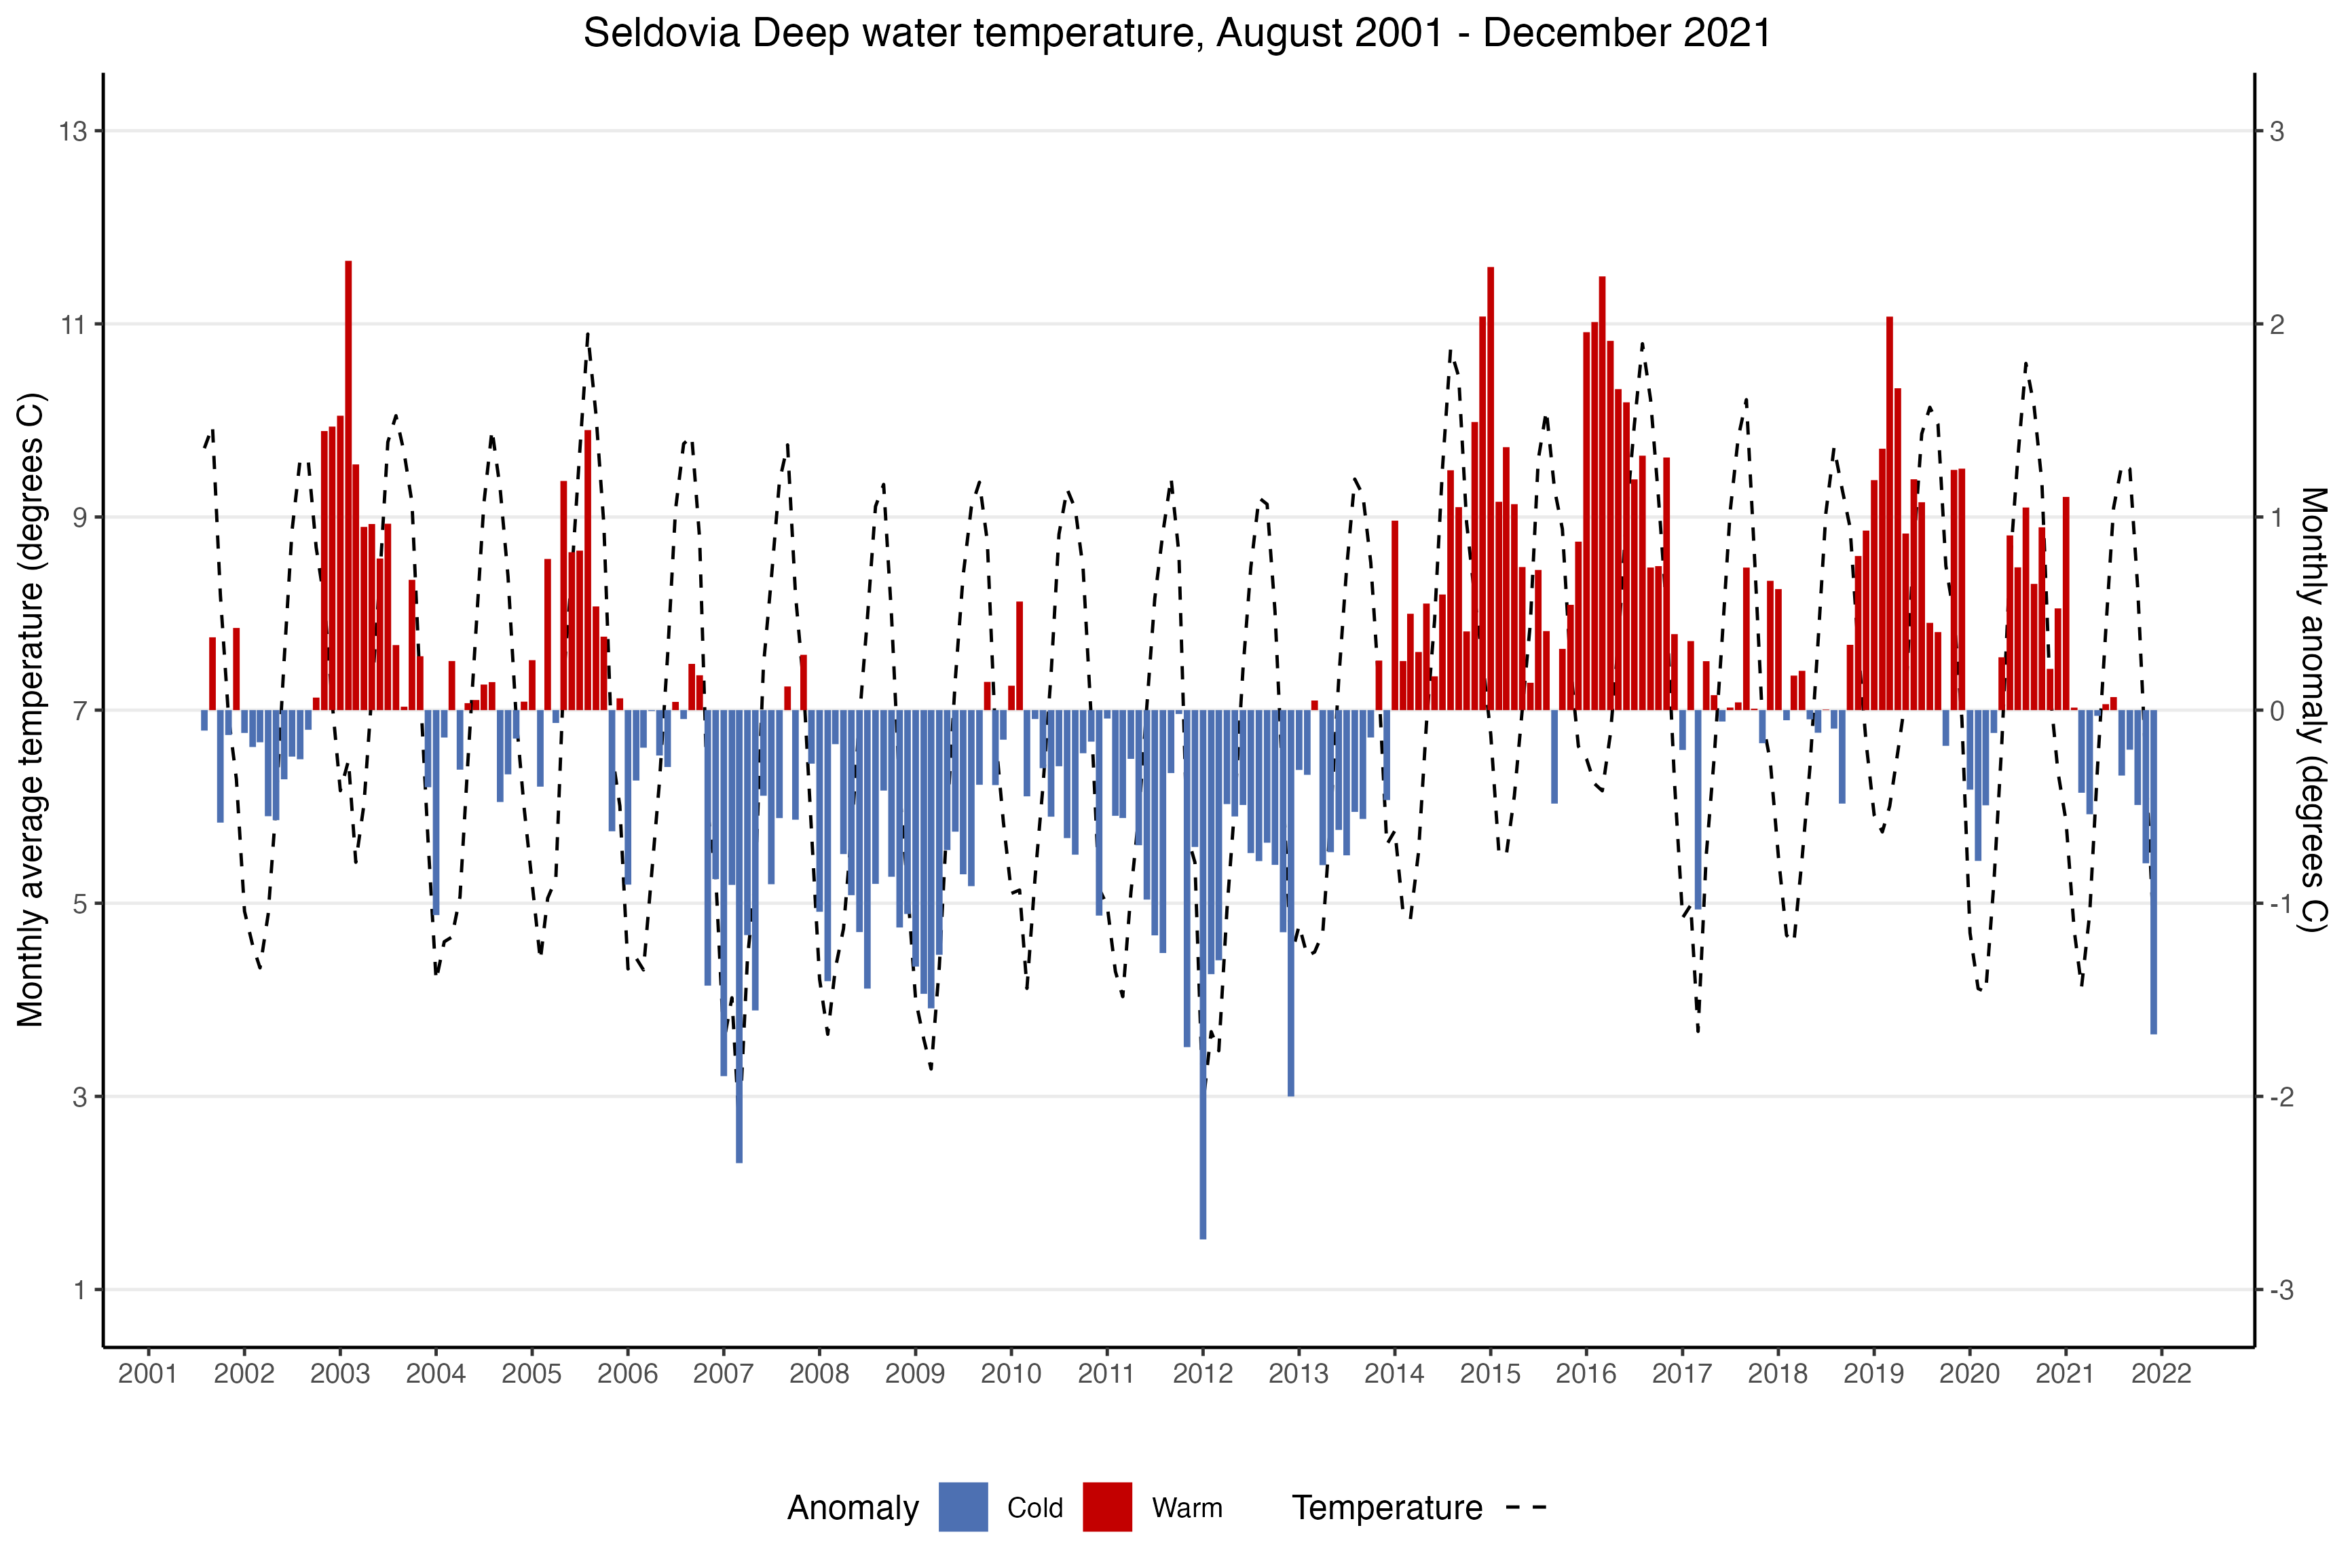 Seldovia Deep water temperature, August 2001 - December 2021
Monthly average temperature (degrees C)
13
11
9
7
5
3
1
3
2
1
0
-1
-2
-3
Monthly anomaly (degrees C)
2001 2002 2003 2004 2005 2006 2007 2008 2009 2010 2011 2012 2013 2014 2015 2016 2017 2018 2019 2020 2021 2022
Anomaly Cold Warm Temperature